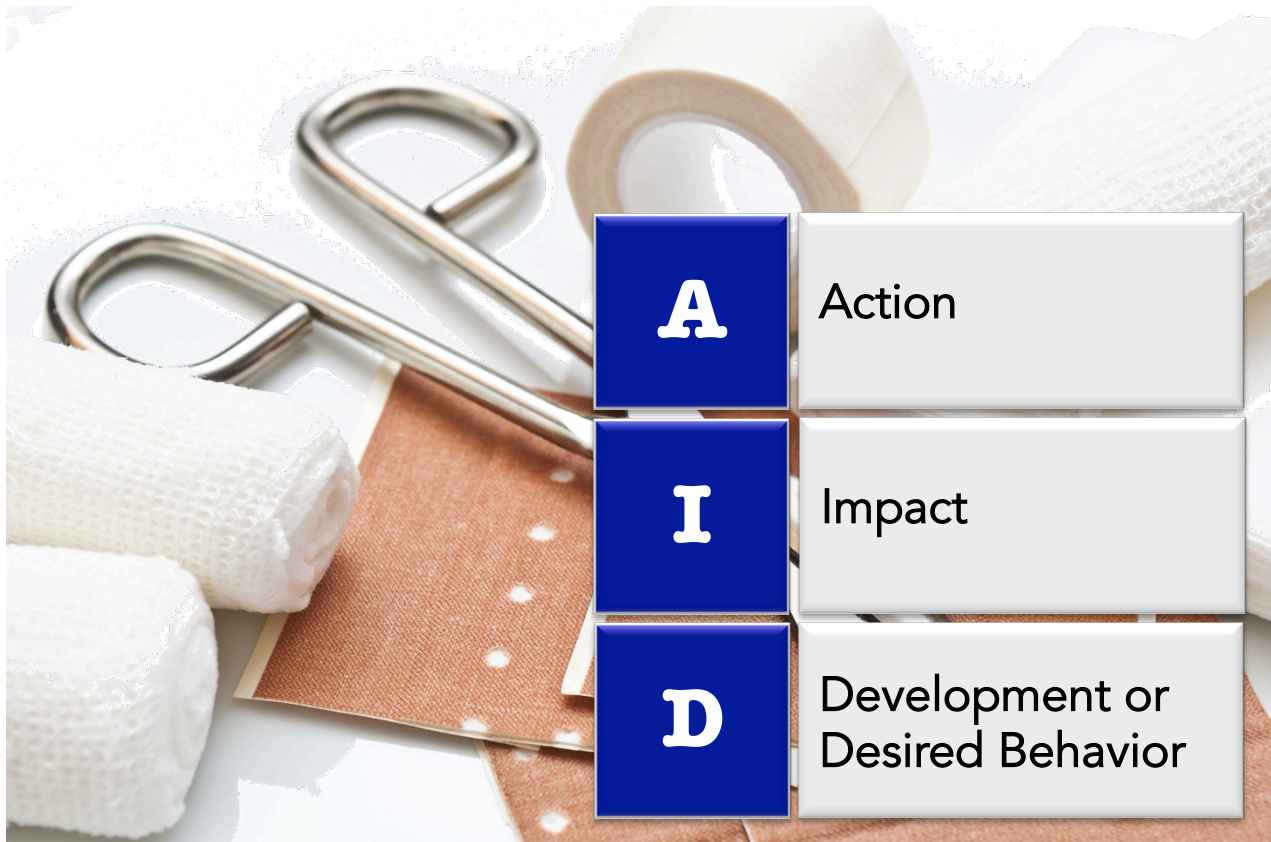 A
Action
I
Impact
D
Development or
Desired Behavior